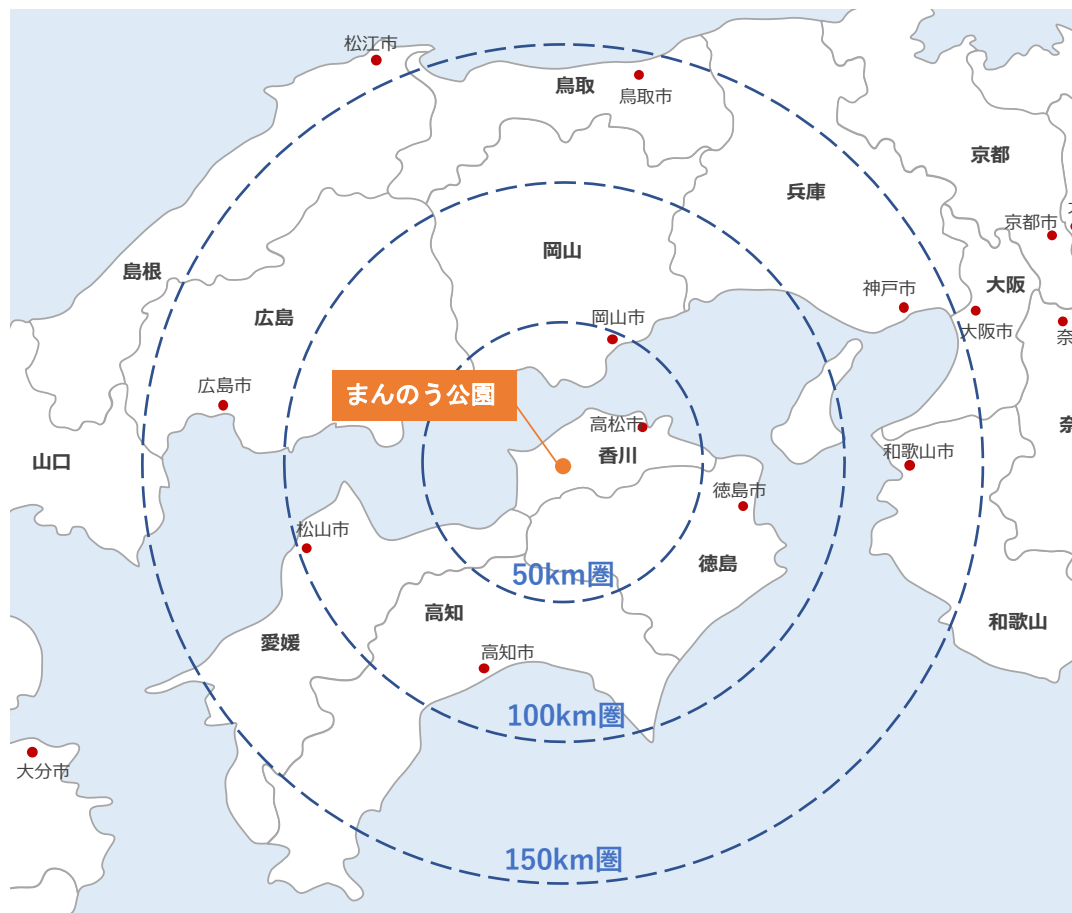 松江市
鳥取
鳥取市
京都
兵庫
京都市
岡山
島根
大阪
神戸市
広島
岡山市
大阪市
広島市
まんのう公園
高松市
香川
山口
和歌山市
徳島市
松山市
50km圏
徳島
高知
和歌山
愛媛
高知市
100km圏
大分市
150km圏